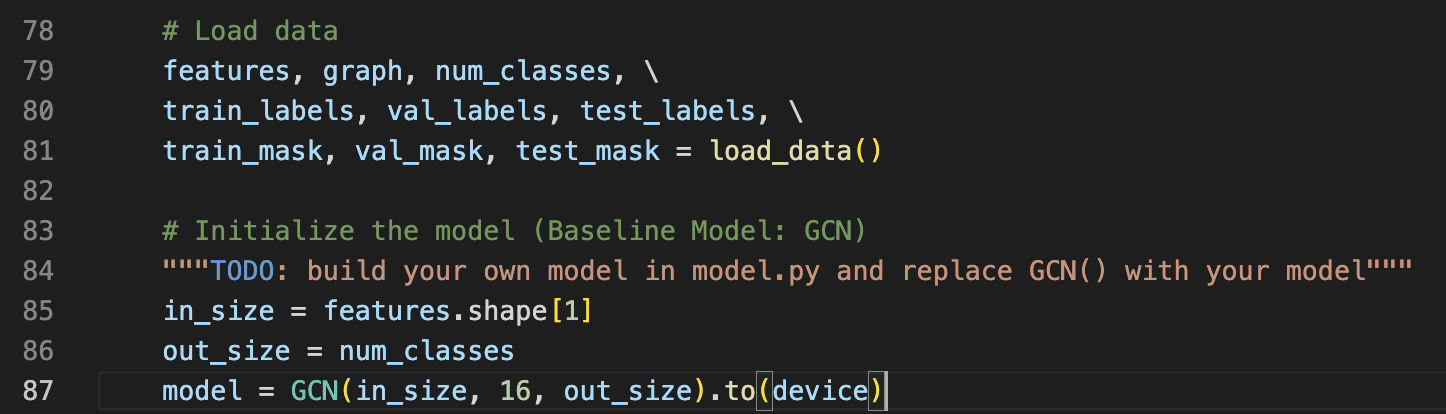 78 # Load data
79 features, graph, num_classes, \
80 train_labels, val_labels, test_labels, \
81 train_mask, val_mask, test_mask = load_data()
82
83 # Initialize the model (Baseline Model: GCN)
84 """TODO: build your own model in model.py and replace GCN() with your model"""
85 in_size = features.shape[1]
86 out_size = num_classes
87 model = GCN(in_size, 16, out_size).to(device)